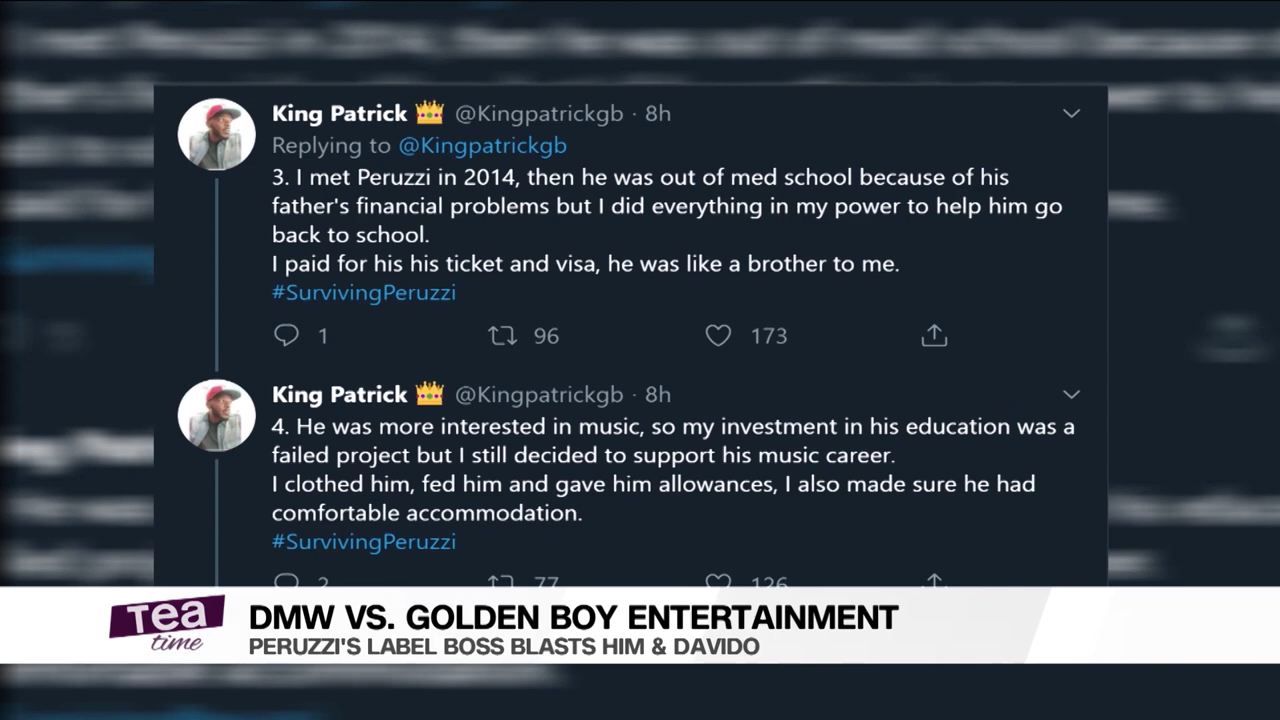 King Patrick 👑 @Kingpatrickgb · 8h
Replying to @Kingpatrickgb
3. I met Peruzzi in 2014, then he was out of med school because of his
father's financial problems but I did everything in my power to help him go
back to school.
I paid for his his ticket and visa, he was like a brother to me.
#SurvivingPeruzzi
1 96 173
King Patrick 👑 @Kingpatrickgb · 8h
4. He was more interested in music, so my investment in his education was a
failed project but I still decided to support his music career.
I clothed him, fed him and gave him allowances, I also made sure he had
comfortable accommodation.
#SurvivingPeruzzi
2 77 126
Tea
time
DMW VS. GOLDEN BOY ENTERTAINMENT
PERUZZI'S LABEL BOSS BLASTS HIM & DAVIDO